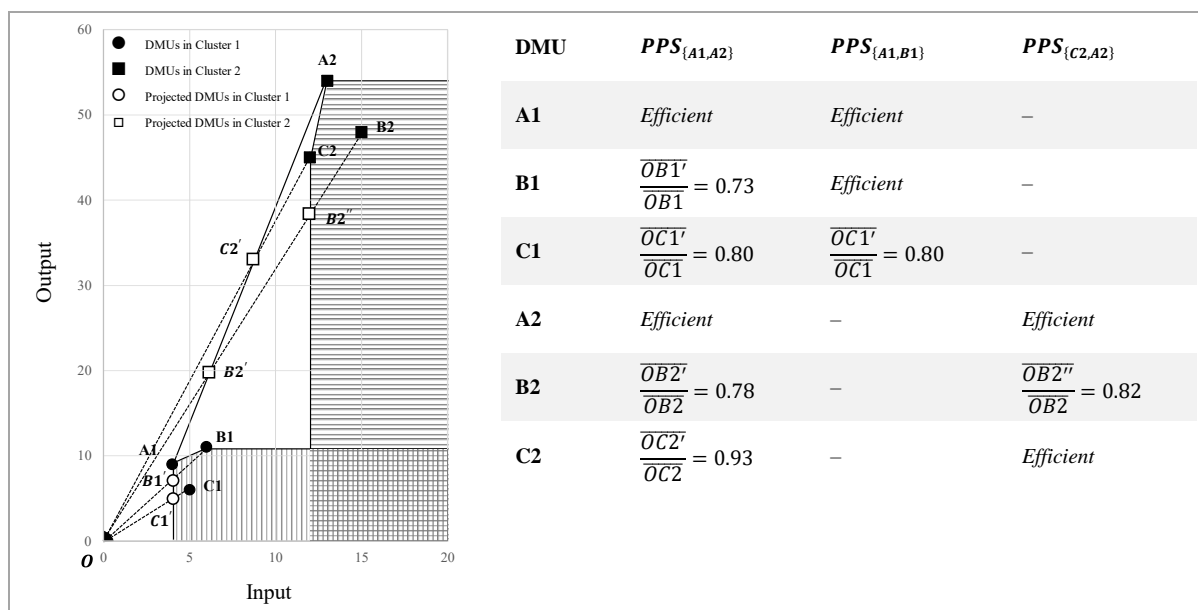 60
50
40
30
20
10
0
0
5
10
15
20
Output
Input
O
DMUs in Cluster 1
DMUs in Cluster 2
Projected DMUs in Cluster 1
Projected DMUs in Cluster 2
A2
B2
C2
B2′′
C2′
B2′
A1
B1
B1′
C1
C1′
DMU PPS{A1,A2} PPS{A1,B1} PPS{C2,A2}
A1 Efficient Efficient –
B1 OB1′/OB1 = 0.73 Efficient –
C1 OC1′/OC1 = 0.80 OC1′/OC1 = 0.80 –
A2 Efficient – Efficient
B2 OB2′/OB2 = 0.78 – OB2′′/OB2 = 0.82
C2 OC2′/OC2 = 0.93 – Efficient